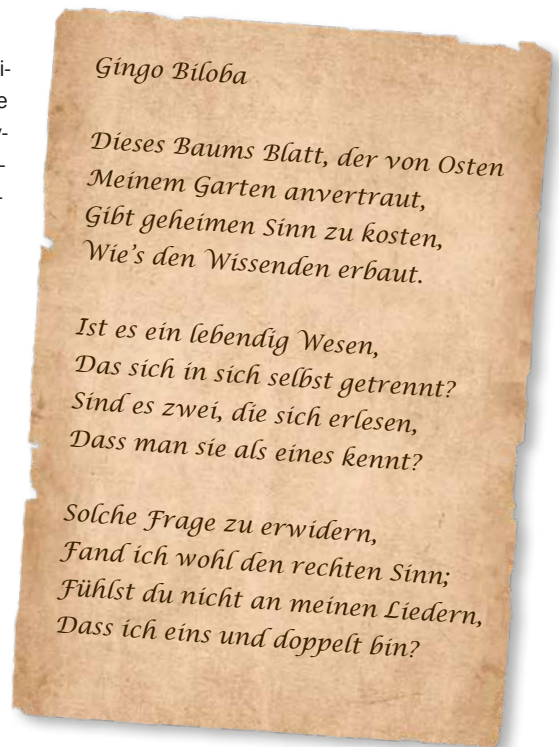 Gingo Biloba

Dieses Baums Blatt, der von Osten
Meinem Garten anvertraut,
Gibt geheimen Sinn zu kosten,
Wie's den Wissenden erbaut.

Ist es ein lebendig Wesen,
Das sich in sich selbst getrennt?
Sind es zwei, die sich erlesen,
Dass man sie als eines kennt?

Solche Frage zu erwidern,
Fand ich wohl den rechten Sinn;
Fühlst du nicht an meinen Liedern,
Dass ich eins und doppelt bin?